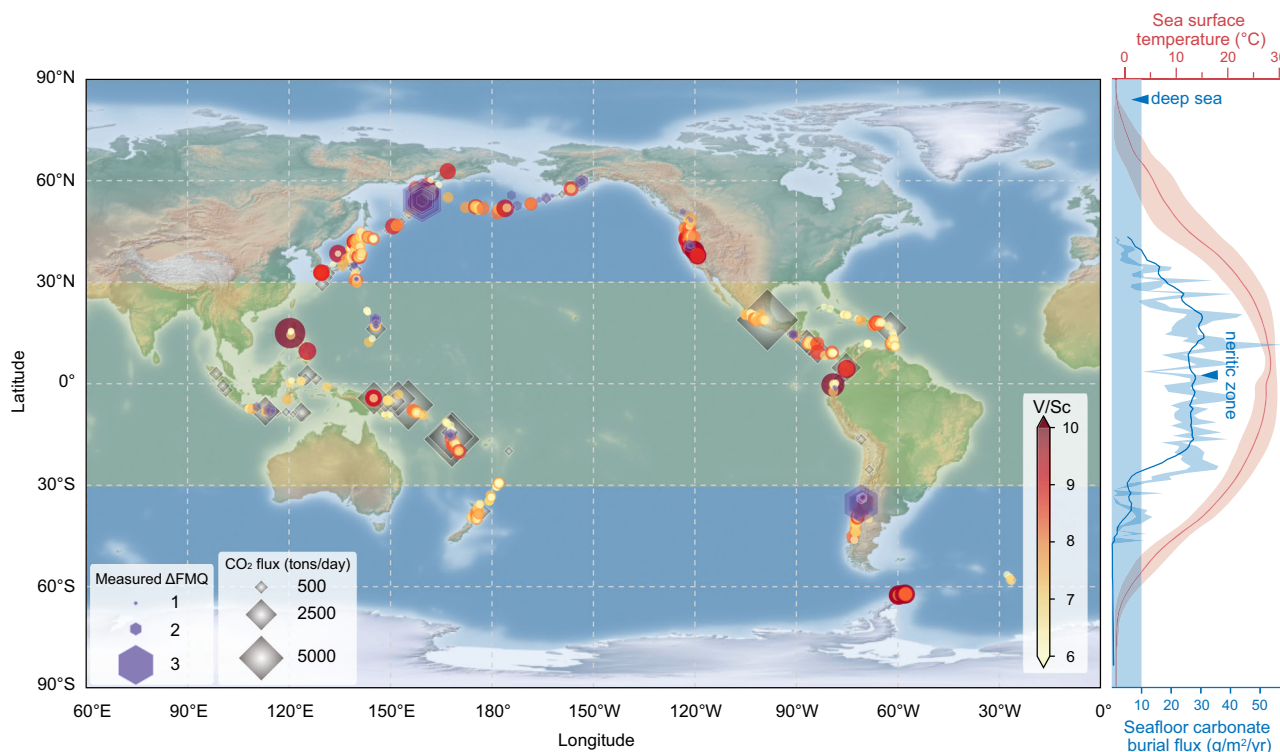 Sea surface
temperature (°C)
0 10 20 30
90°N
deep sea
60°N
30°N
neritic zone
Latitude
0°
V/Sc
10
9
8
7
6
30°S
60°S
90°S
Measured ΔFMQ
1
2
3
CO₂ flux (tons/day)
500
2500
5000
60°E 90°E 120°E 150°E 180° 150°W 120°W 90°W 60°W 30°W 0°
10 20 30 40 50
Longitude
Seafloor carbonate
burial flux (g/m²/yr)